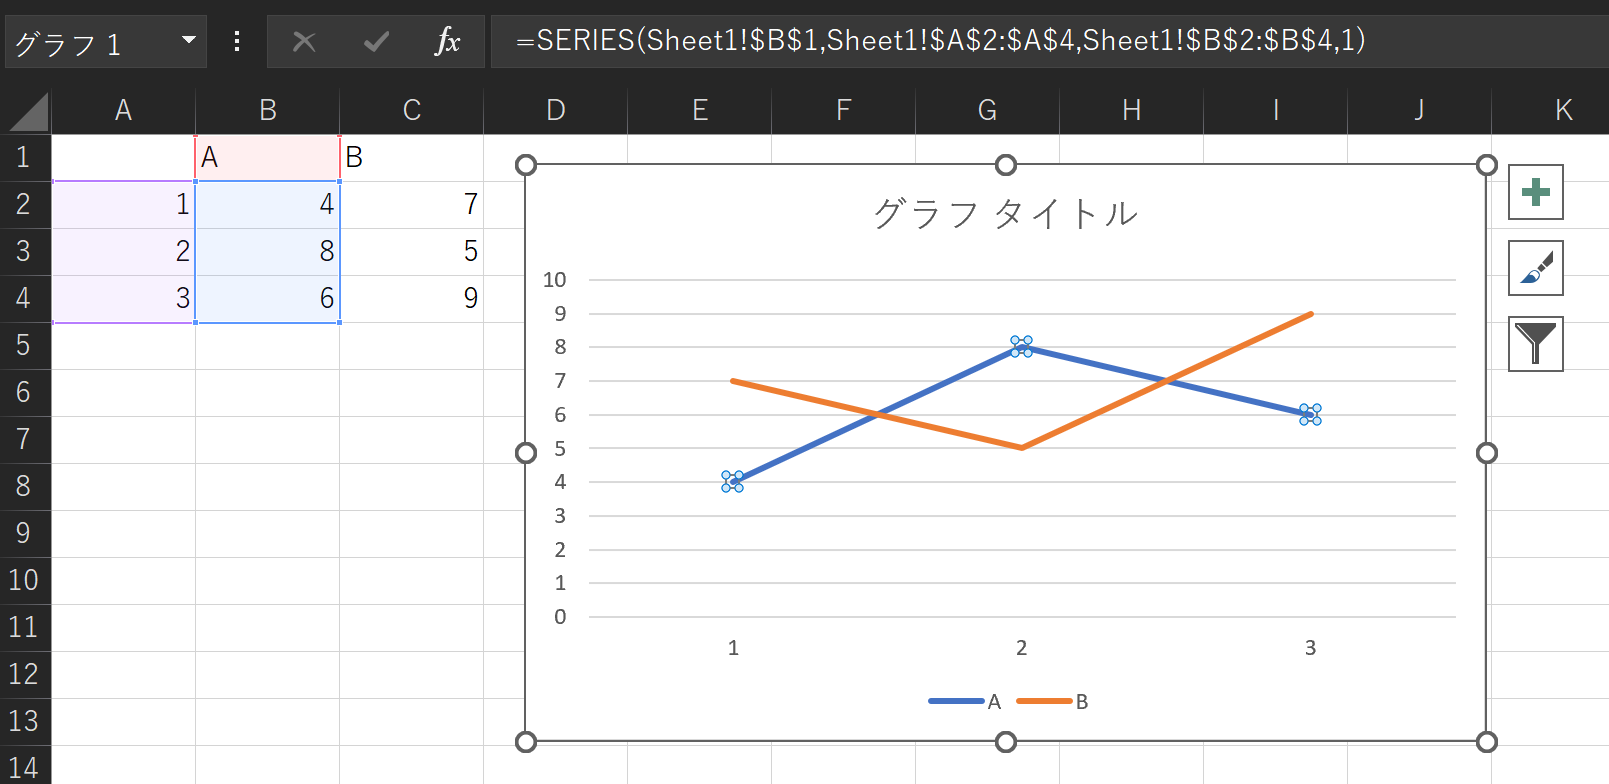 グラフ 1 fx =SERIES(Sheet1!$B$1,Sheet1!$A$2:$A$4,Sheet1!$B$2:$B$4,1)
A B C D E F G H I J K
1 A B
2 1 4 7
3 2 8 5
4 3 6 9
5
6
7
8
9
10
11
12
13
14
グラフ タイトル
10
9
8
7
6
5
4
3
2
1
0
1 2 3
A B